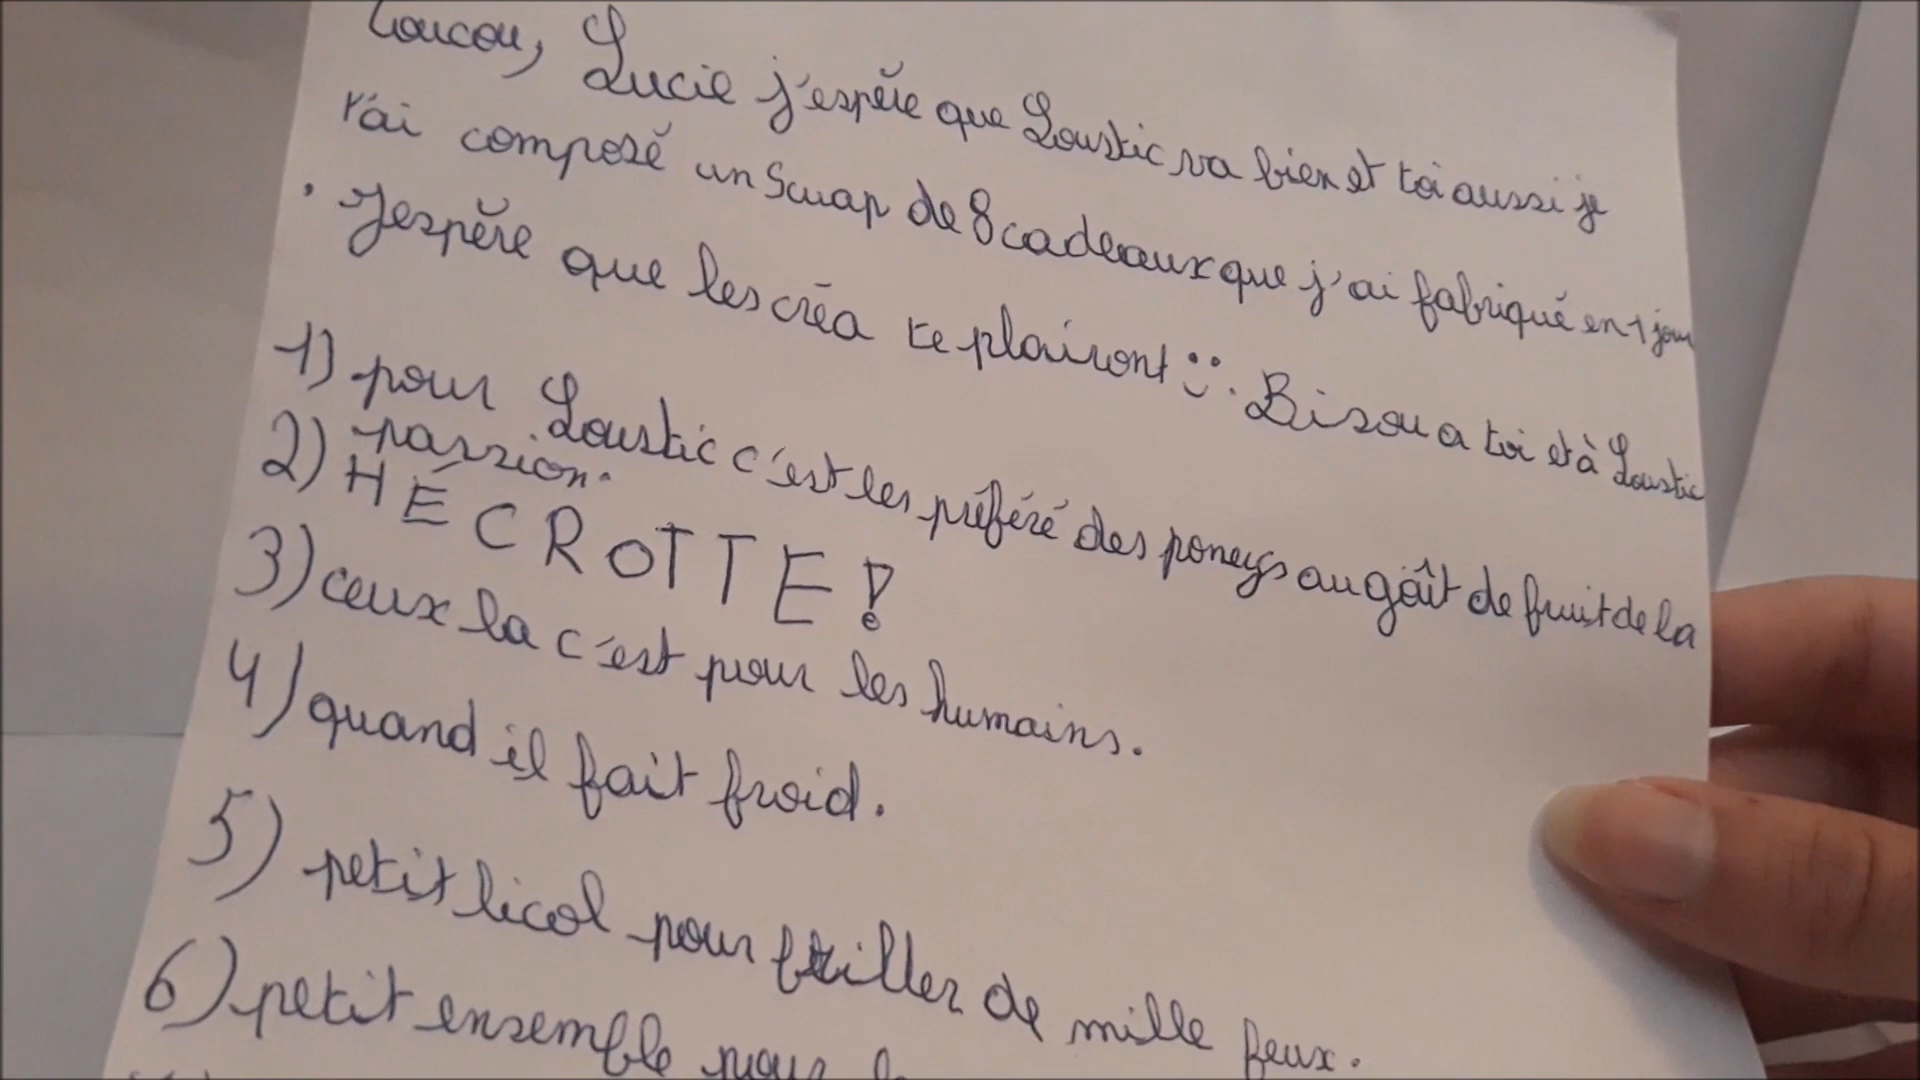 Coucou, Lucie j'espère que Loustic va bien et toi aussi je
t'ai composé un Swap de 8 cadeaux que j'ai fabriqué en 1 jour
. J'espère que les créa te plairont :). Bisou a toi et à Loustic
1) pour Loustic c'est les préféré des poneys au goût de fruit de la
passion.
2) HÉCROTTE !
3) ceux la c'est pour les humains.
4) quand il fait froid.
5) petit licol pour briller de mille feux.
6) petit ensemble pour